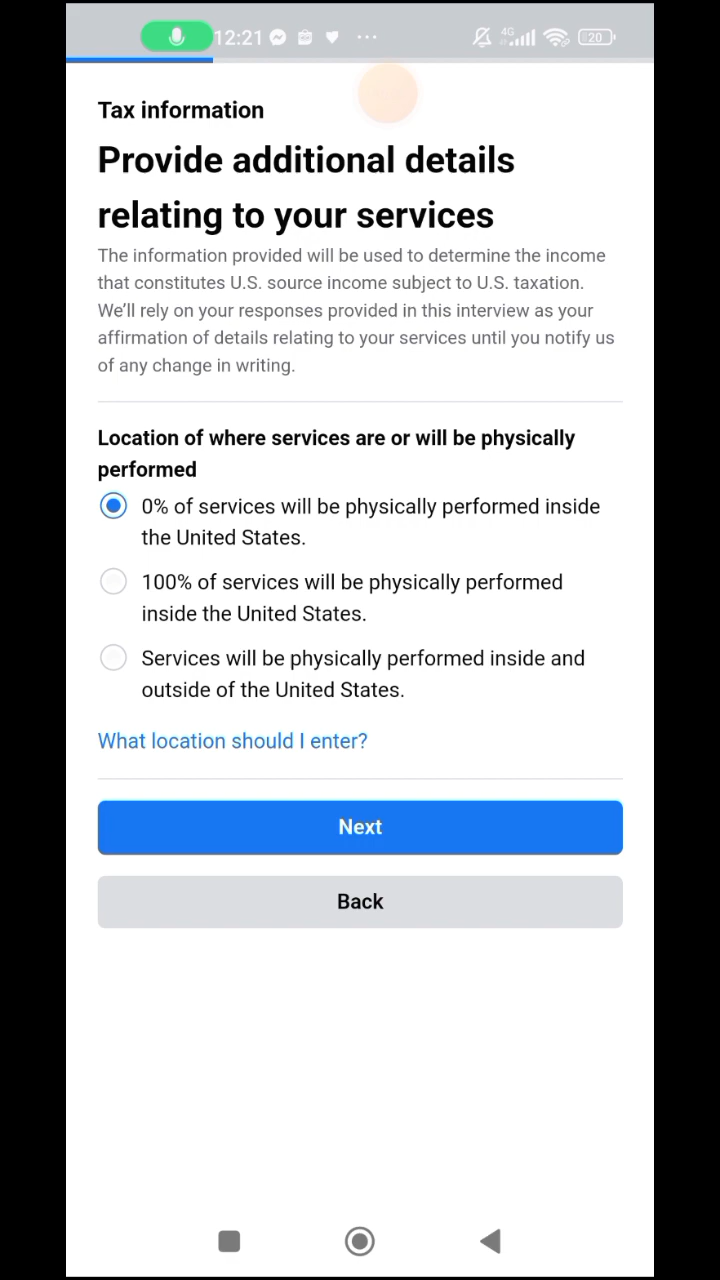 12:21 ... 4G 20
Tax information
Provide additional details
relating to your services
The information provided will be used to determine the income
that constitutes U.S. source income subject to U.S. taxation.
We’ll rely on your responses provided in this interview as your
affirmation of details relating to your services until you notify us
of any change in writing.
Location of where services are or will be physically
performed
0% of services will be physically performed inside
the United States.
100% of services will be physically performed
inside the United States.
Services will be physically performed inside and
outside of the United States.
What location should I enter?
Next
Back